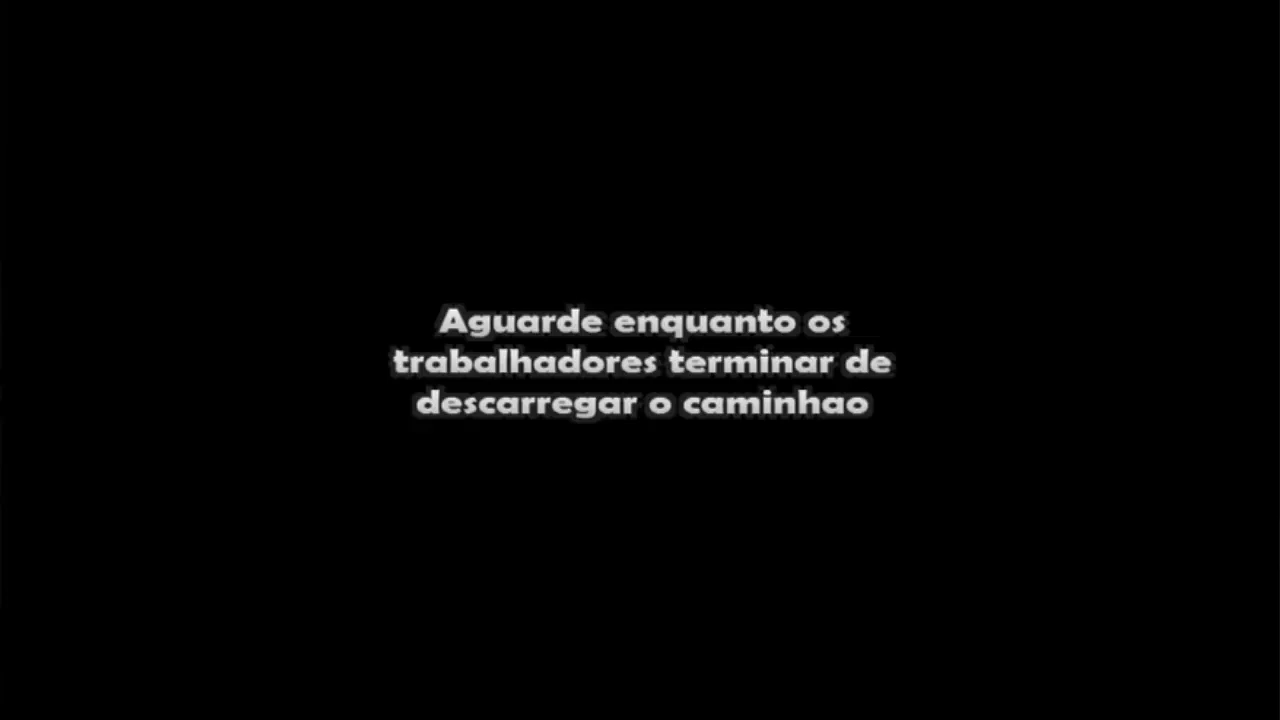 Aguarde enquanto os
trabalhadores terminar de
descarregar o caminhao